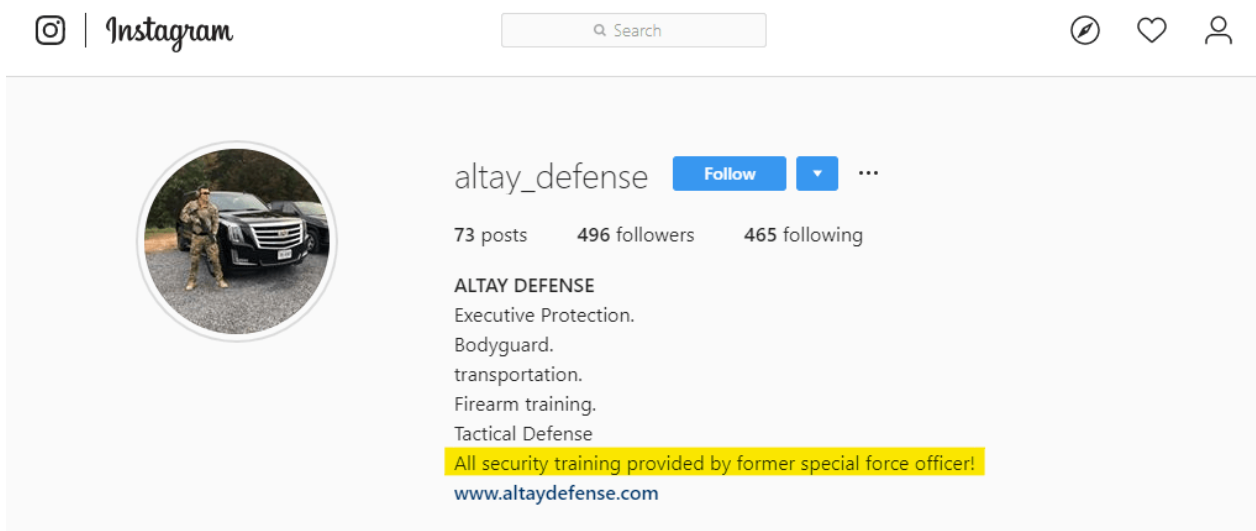 Instagram
Search
altay_defense Follow
73 posts 496 followers 465 following
ALTAY DEFENSE
Executive Protection.
Bodyguard.
transportation.
Firearm training.
Tactical Defense
All security training provided by former special force officer!
www.altaydefense.com